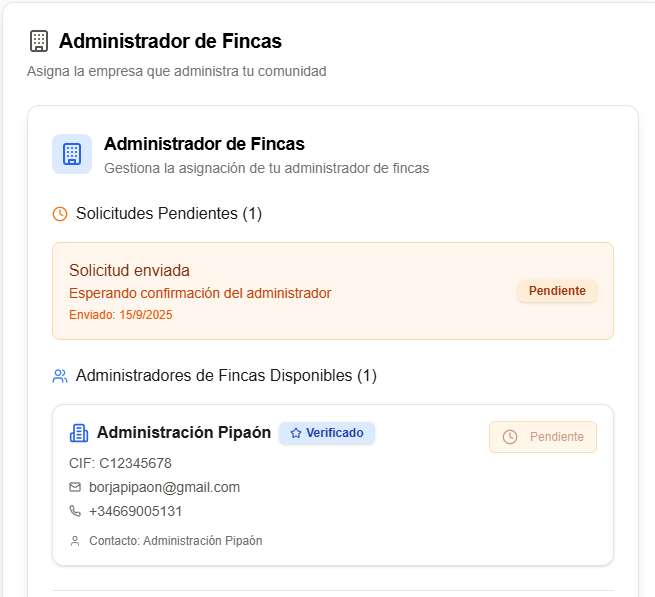 Administrador de Fincas
Asigna la empresa que administra tu comunidad
Administrador de Fincas
Gestiona la asignación de tu administrador de fincas
Solicitudes Pendientes (1)
Solicitud enviada
Esperando confirmación del administrador
Enviado: 15/9/2025
Pendiente
Administradores de Fincas Disponibles (1)
Administración Pipaón
Verificado
Pendiente
CIF: C12345678
borjapipaon@gmail.com
+34669005131
Contacto: Administración Pipaón